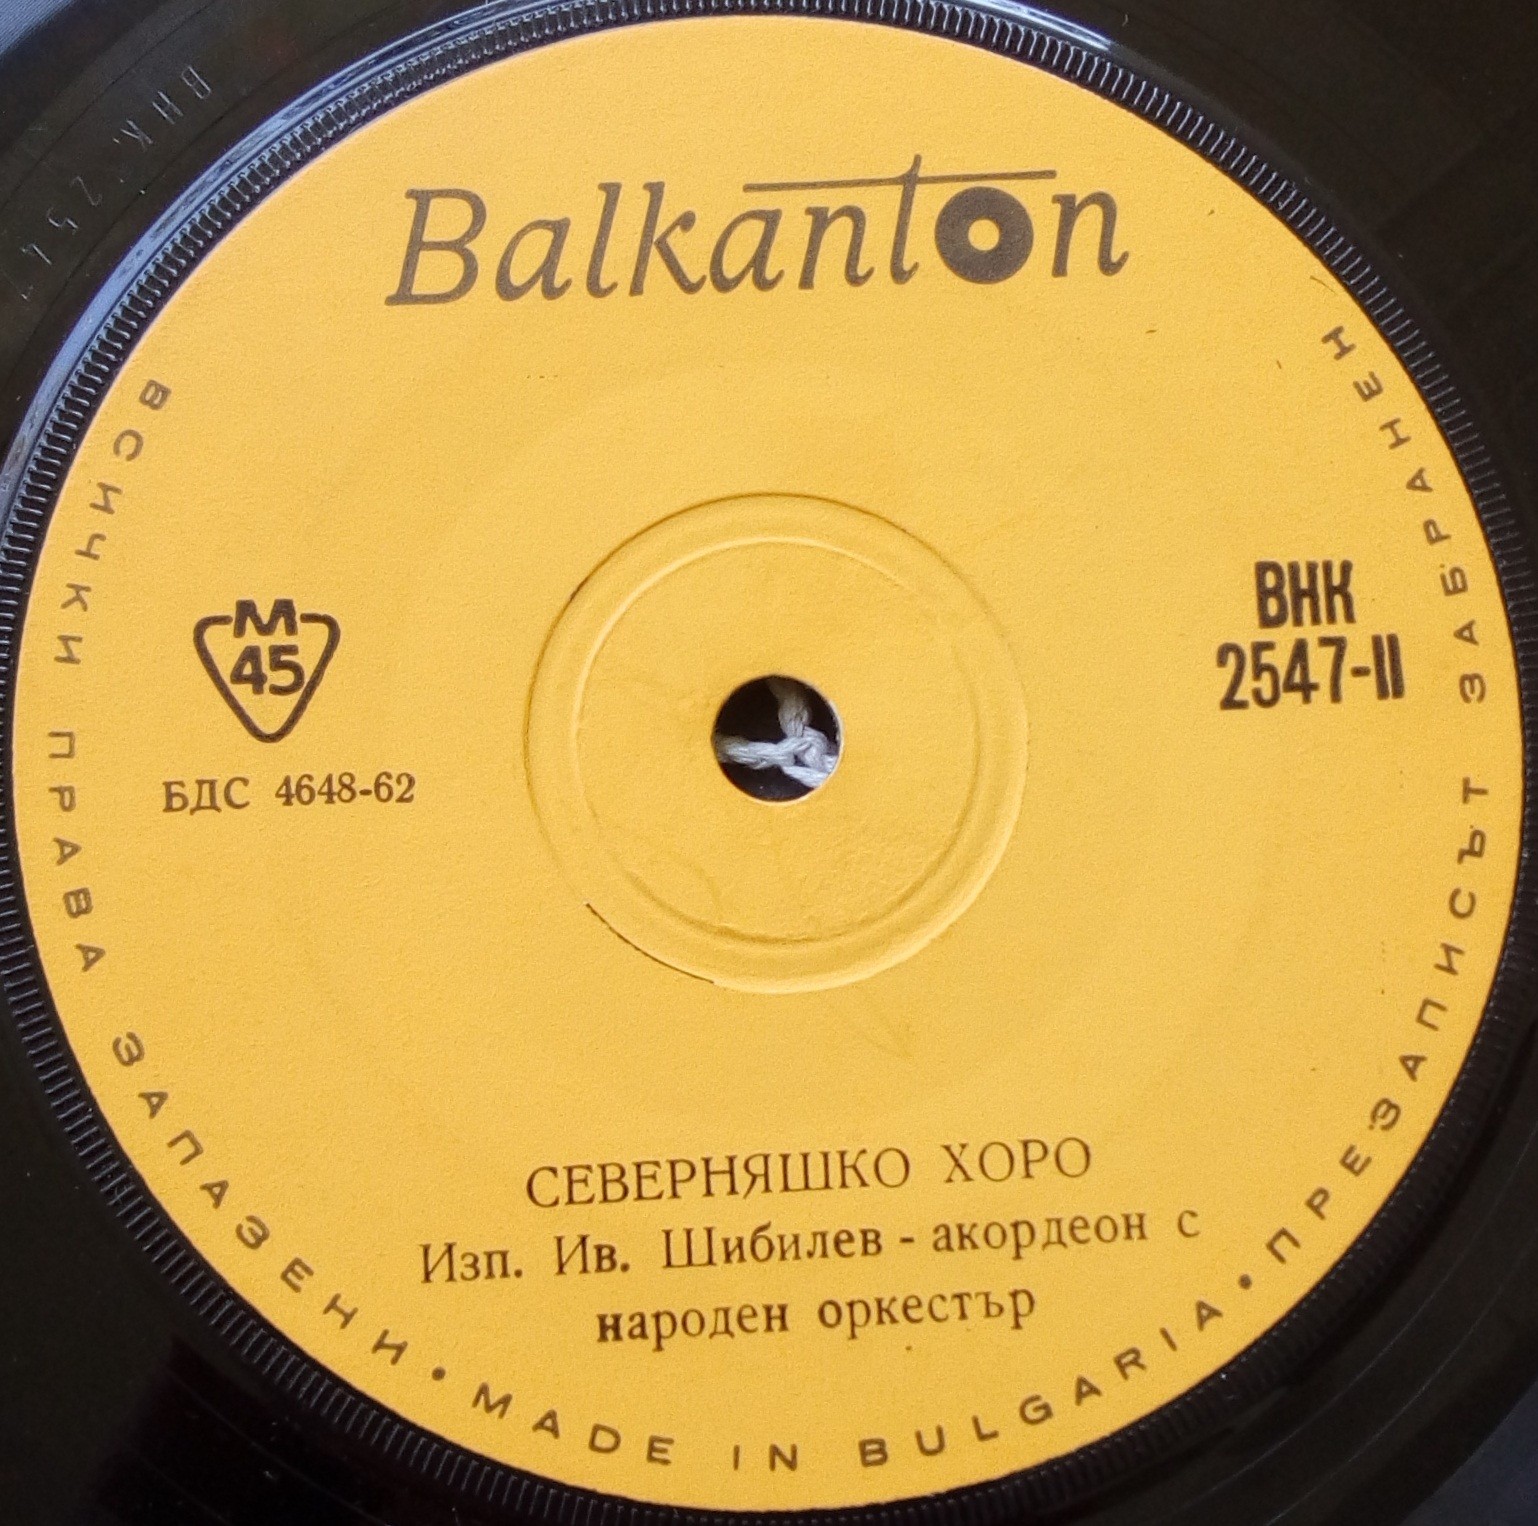 Balkanton
M
45
БДС 4648-62
ВНК
2547-II
СЕВЕРНЯШКО ХОРО
Изп. Ив. Шибилев - акордеон с
народен оркестър
ВСИЧКИ ПРАВА ЗАПАЗЕНИ • MADE IN BULGARIA • ПРЕЗАПИСЪТ ЗАБРАНЕН